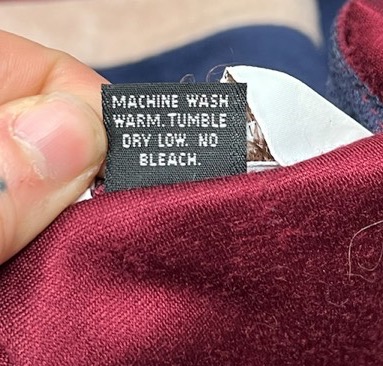 MACHINE WASH
WARM. TUMBLE
DRY LOW. NO
BLEACH.